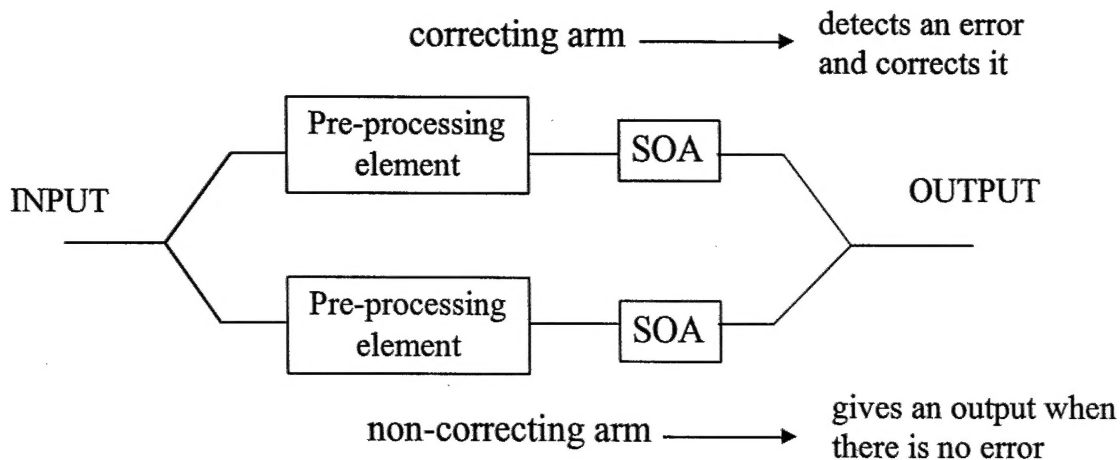 correcting arm
detects an error
and corrects it
Pre-processing
element
SOA
INPUT
OUTPUT
Pre-processing
element
SOA
non-correcting arm
gives an output when
there is no error